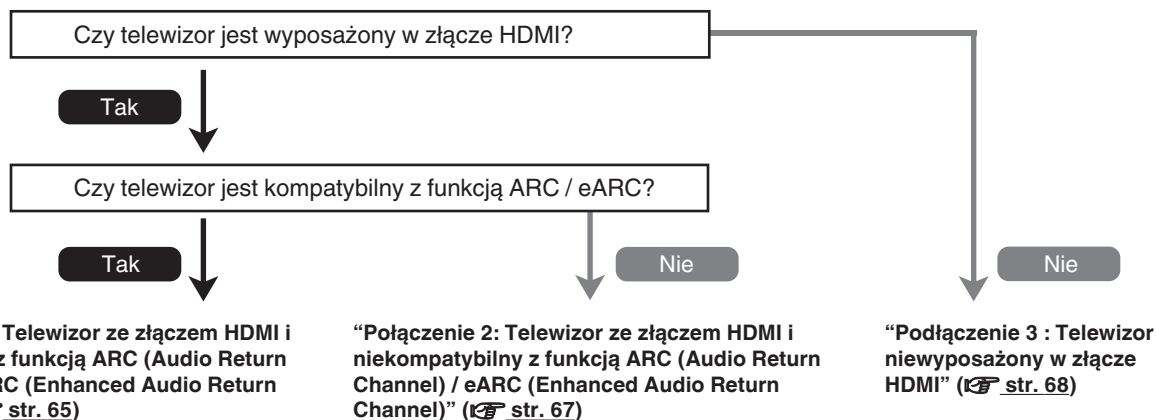 Czy telewizor jest wyposażony w złącze HDMI?
Tak
Czy telewizor jest kompatybilny z funkcją ARC / eARC?
Tak
Nie
Nie
Telewizor ze złączem HDMI i
z funkcją ARC (Audio Return
RC (Enhanced Audio Return
str. 65)
“Połączenie 2: Telewizor ze złączem HDMI i
niekompatybilny z funkcją ARC (Audio Return
Channel) / eARC (Enhanced Audio Return
Channel)” (☞ str. 67)
“Podłączenie 3 : Telewizor
niewyposażony w złącze
HDMI” (☞ str. 68)